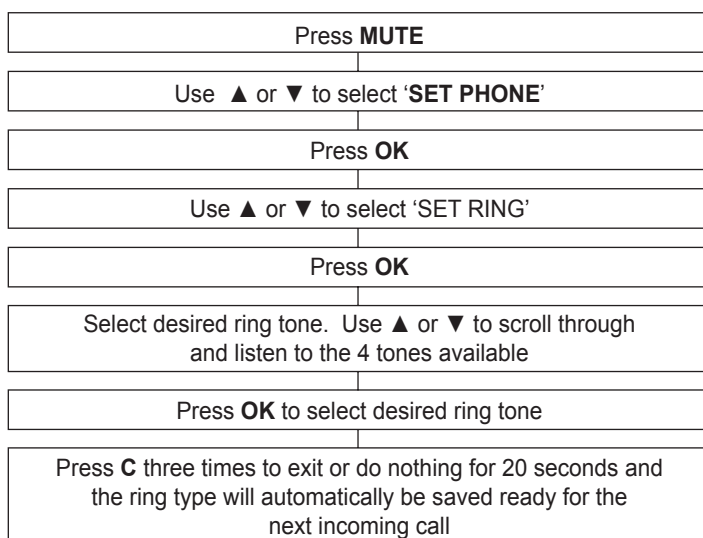 Press MUTE
Use ▲ or ▼ to select ‘SET PHONE’
Press OK
Use ▲ or ▼ to select ‘SET RING’
Press OK
Select desired ring tone. Use ▲ or ▼ to scroll through
and listen to the 4 tones available
Press OK to select desired ring tone
Press C three times to exit or do nothing for 20 seconds and
the ring type will automatically be saved ready for the
next incoming call